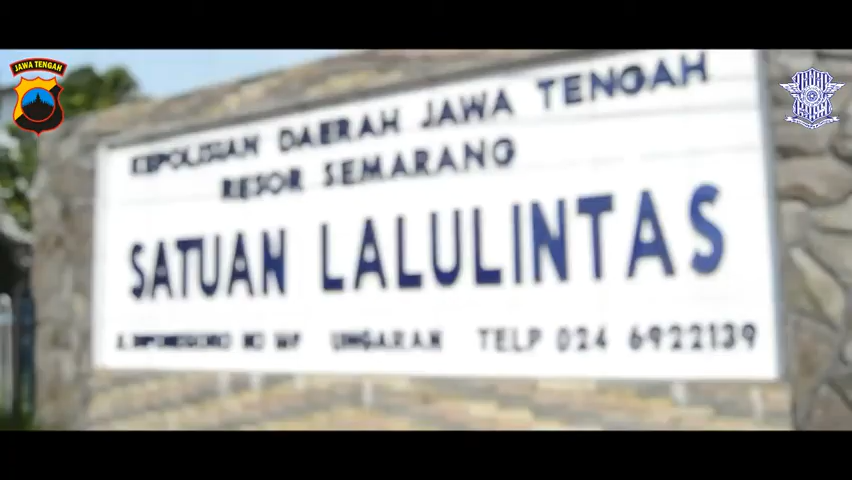 JAWA TENGAH
KEPOLISIAN DAERAH JAWA TENGAH
RESOR SEMARANG
SATUAN LALULINTAS
UNGARAN TELP 024 6922139